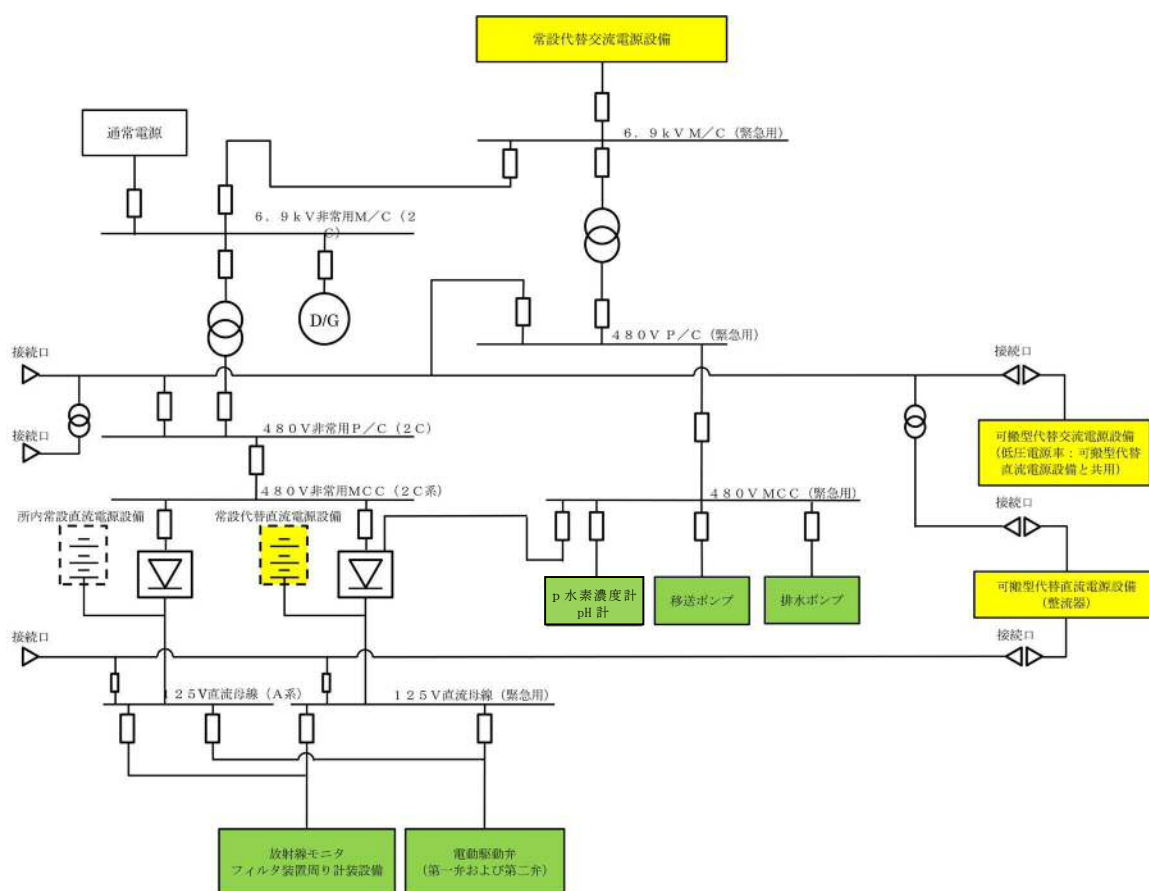 常設代替交流電源設備
通常電源
6.9kV M/C(緊急用)
6.9kV非常用M/C(2
C)
D/G
480V P/C(緊急用)
接続口
接続口
接続口
480V非常用P/C(2C)
可搬型代替交流電源設備
(低圧電源車:可搬型代替
直流電源設備と共用)
480V非常用MCC(2C系)
480V MCC(緊急用)
接続口
所内常設直流電源設備
常設代替直流電源設備
p 水素濃度計
pH 計
移送ポンプ
排水ポンプ
可搬型代替直流電源設備
(整流器)
接続口
接続口
125V直流母線(A系)
125V直流母線(緊急用)
放射線モニタ
フィルタ装置周り計装設備
電動駆動弁
(第一弁および第二弁)